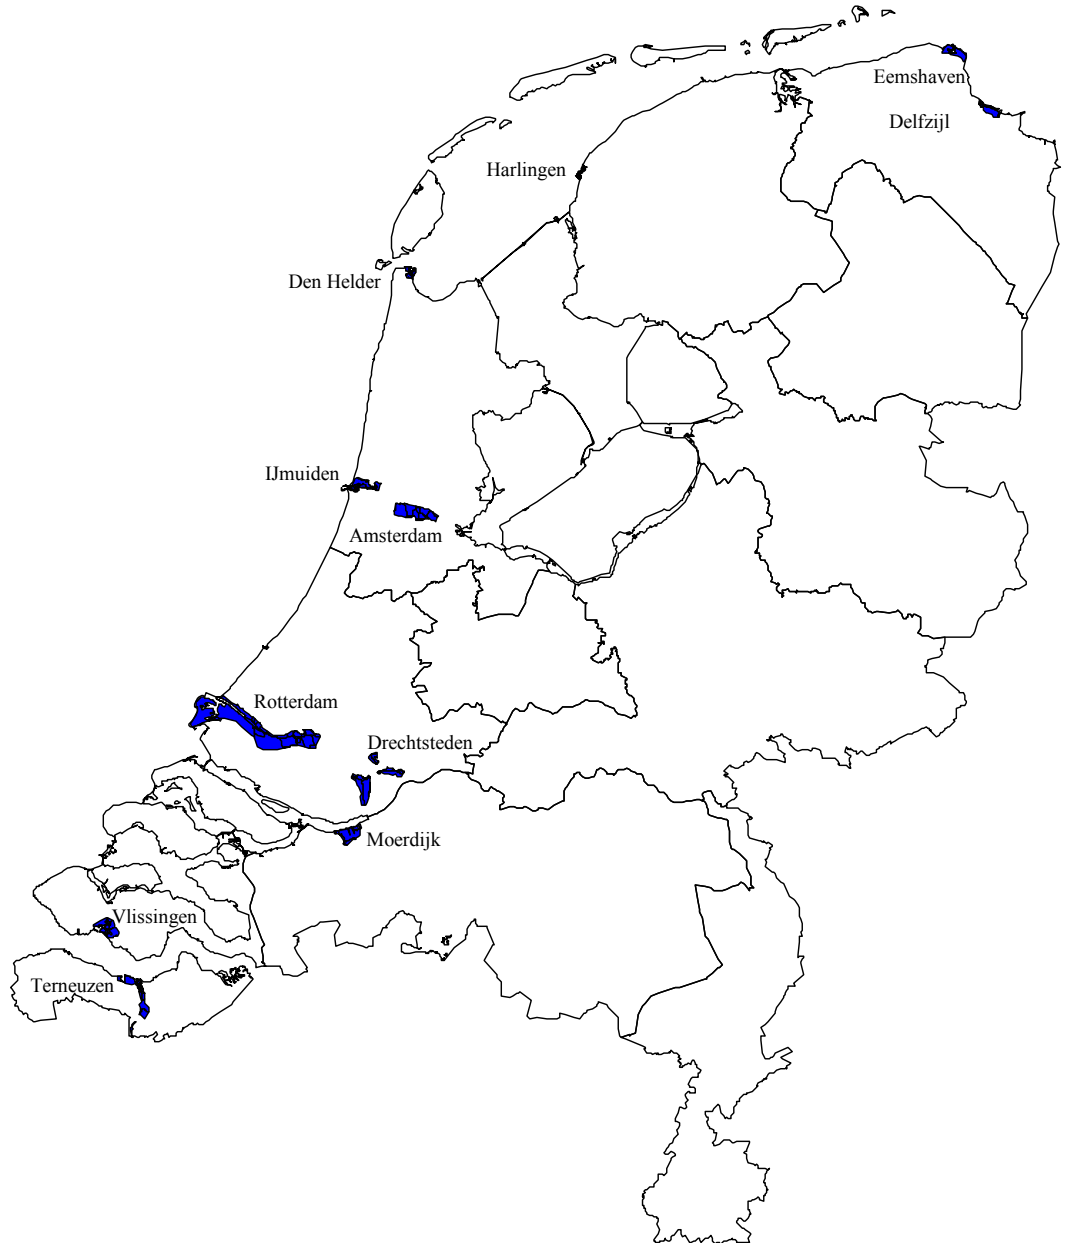 Eemshaven
Delfzijl
Harlingen
Den Helder
IJmuiden
Amsterdam
Rotterdam
Drechtsteden
Moerdijk
Vlissingen
Terneuzen